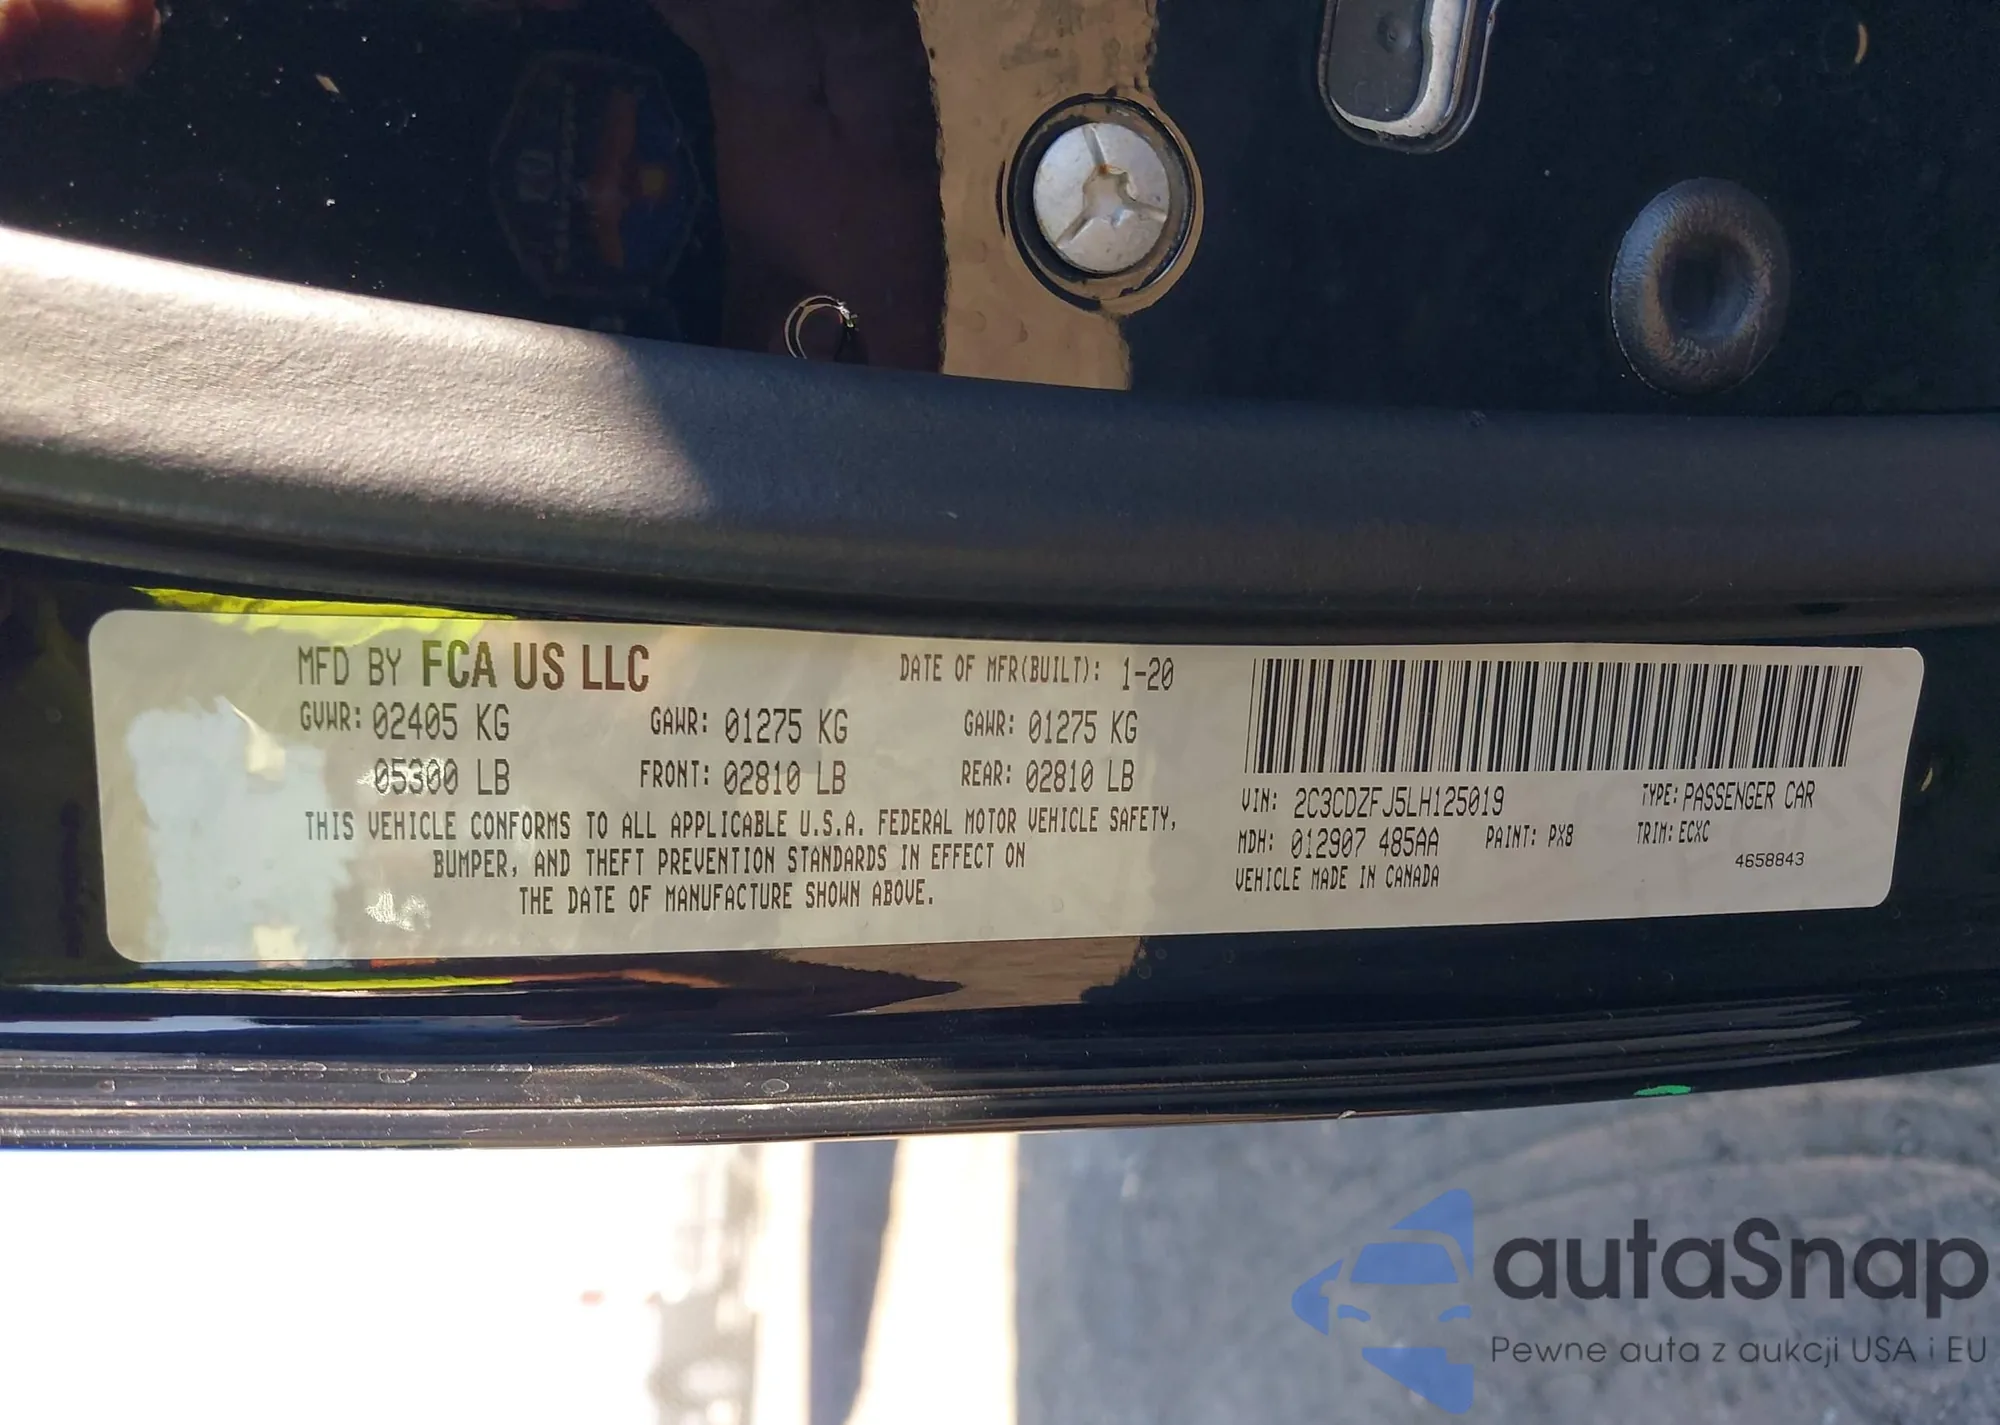 MFD BY FCA US LLC
DATE OF MFR(BUILT): 1-20
GVWR: 02405 KG
GAWR: 01275 KG
GAWR: 01275 KG
05300 LB
FRONT: 02810 LB
REAR: 02810 LB
THIS VEHICLE CONFORMS TO ALL APPLICABLE U.S.A. FEDERAL MOTOR VEHICLE SAFETY,
BUMPER, AND THEFT PREVENTION STANDARDS IN EFFECT ON
THE DATE OF MANUFACTURE SHOWN ABOVE.
VIN: 2C3CDZFJ5LH125019
TYPE: PASSENGER CAR
MDH: 012907 485AA
PAINT: PX8
TRIM: ECXC
VEHICLE MADE IN CANADA
4658843
autaSnap
Pewne auta z aukcji USA i EU